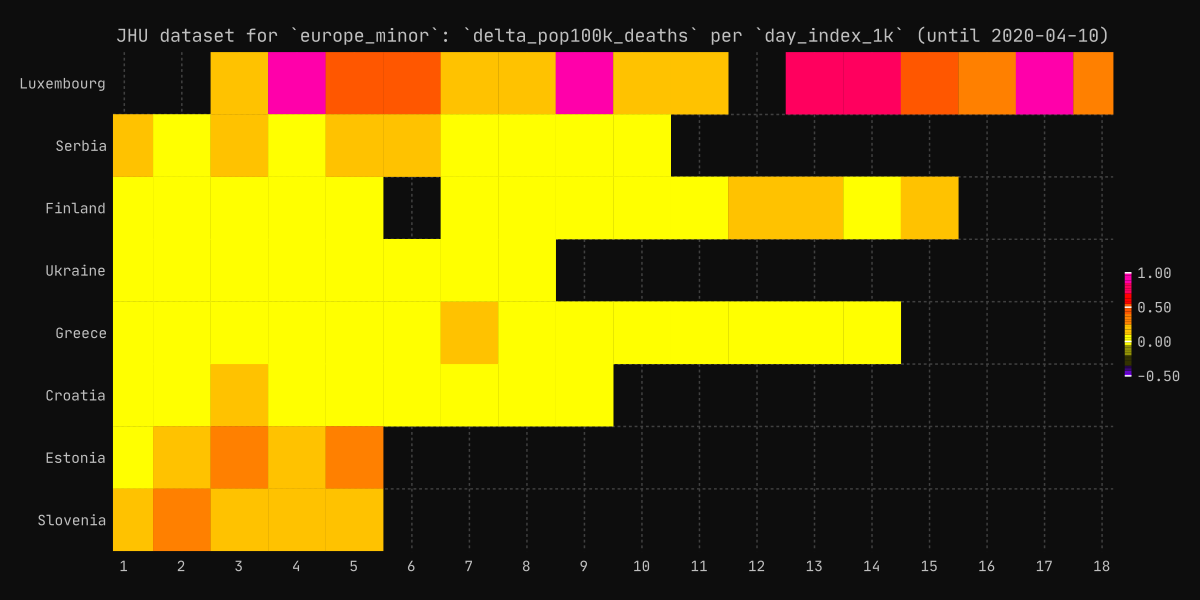 JHU dataset for `europe_minor`: `delta_pop100k_deaths` per `day_index_1k` (until 2020-04-10)
Luxembourg
Serbia
Finland
Ukraine
Greece
Croatia
Estonia
Slovenia
1.00
0.50
0.00
-0.50
1 2 3 4 5 6 7 8 9 10 11 12 13 14 15 16 17 18